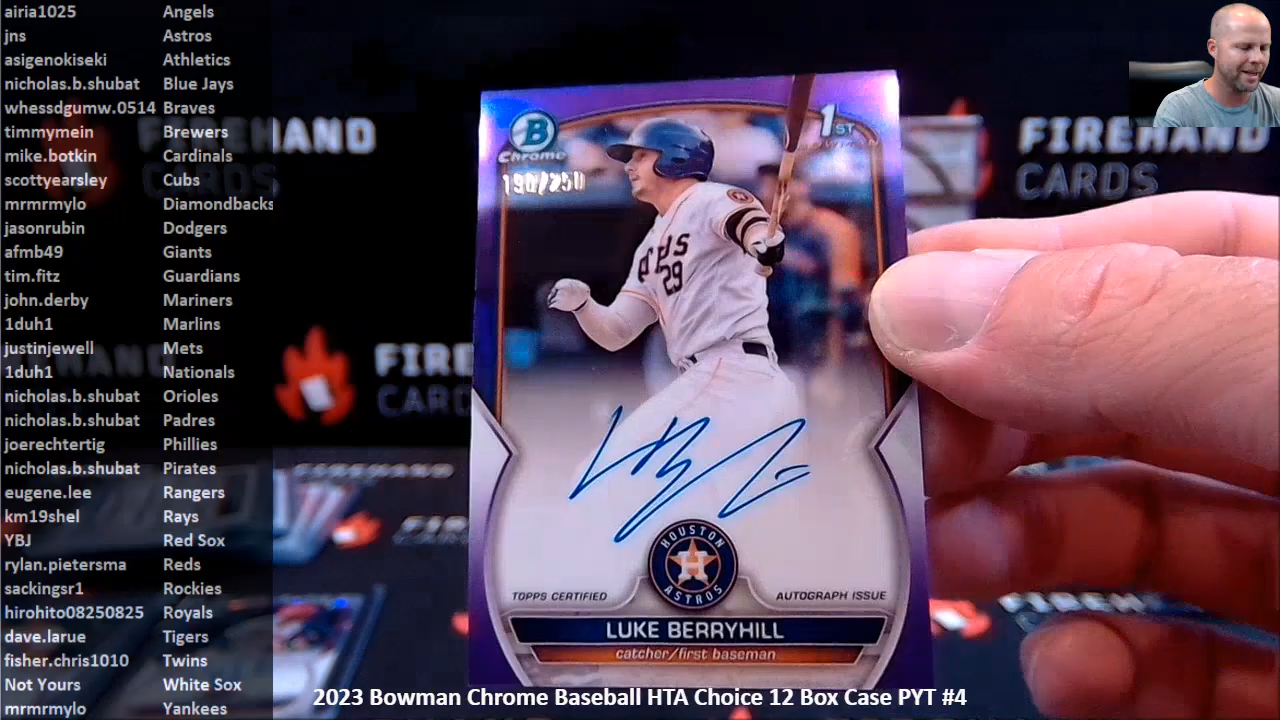 airia1025 Angels
jns Astros
asigenokiseki Athletics
nicholas.b.shubat Blue Jays
whessdgumw.0514 Braves
timmymein Brewers
mike.botkin Cardinals
scottyearsley Cubs
mrmrmylo Diamondbacks
jasonrubin Dodgers
afmb49 Giants
tim.fitz Guardians
john.derby Mariners
1duh1 Marlins
justinjewell Mets
1duh1 Nationals
nicholas.b.shubat Orioles
nicholas.b.shubat Padres
joerechtertig Phillies
nicholas.b.shubat Pirates
eugene.lee Rangers
km19shel Rays
YBJ Red Sox
rylan.pietersma Reds
sackingsr1 Rockies
hirohito08250825 Royals
dave.larue Tigers
fisher.chris1010 Twins
Not Yours White Sox
mrmrmylo Yankees
FIREHAND
CARDS
FIREHAND
CARDS
FIRE
CARD
FIREHAND
B
Chrome
1ST
190/250
29
HOUSTON
H
ASTROS
TOPPS CERTIFIED
AUTOGRAPH ISSUE
LUKE BERRYHILL
catcher/first baseman
2023 Bowman Chrome Baseball HTA Choice 12 Box Case PYT #4